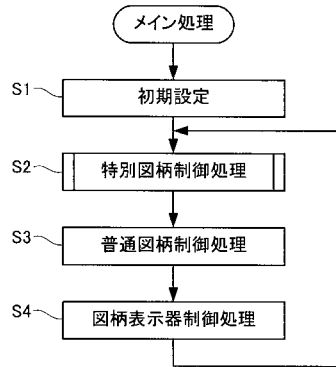 メイン処理
S1
初期設定
S2
特別図柄制御処理
S3
普通図柄制御処理
S4
図柄表示器制御処理